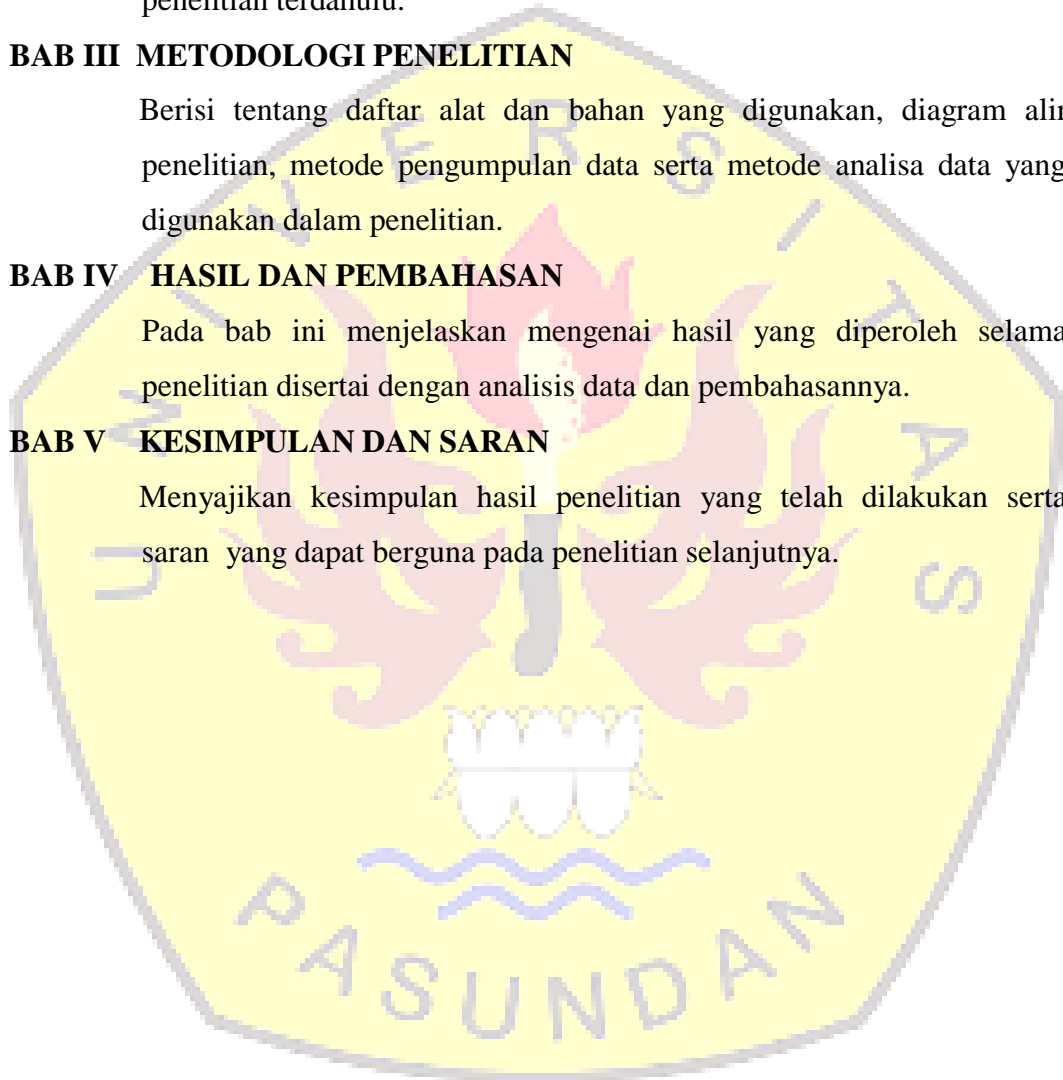 penelitian terdahulu.
BAB III METODOLOGI PENELITIAN
Berisi tentang daftar alat dan bahan yang digunakan, diagram alir
penelitian, metode pengumpulan data serta metode analisa data yang
digunakan dalam penelitian.
BAB IV HASIL DAN PEMBAHASAN
Pada bab ini menjelaskan mengenai hasil yang diperoleh selama
penelitian disertai dengan analisis data dan pembahasannya.
BAB V KESIMPULAN DAN SARAN
Menyajikan kesimpulan hasil penelitian yang telah dilakukan serta
saran yang dapat berguna pada penelitian selanjutnya.
UNIVERSITAS
PASUNDAN